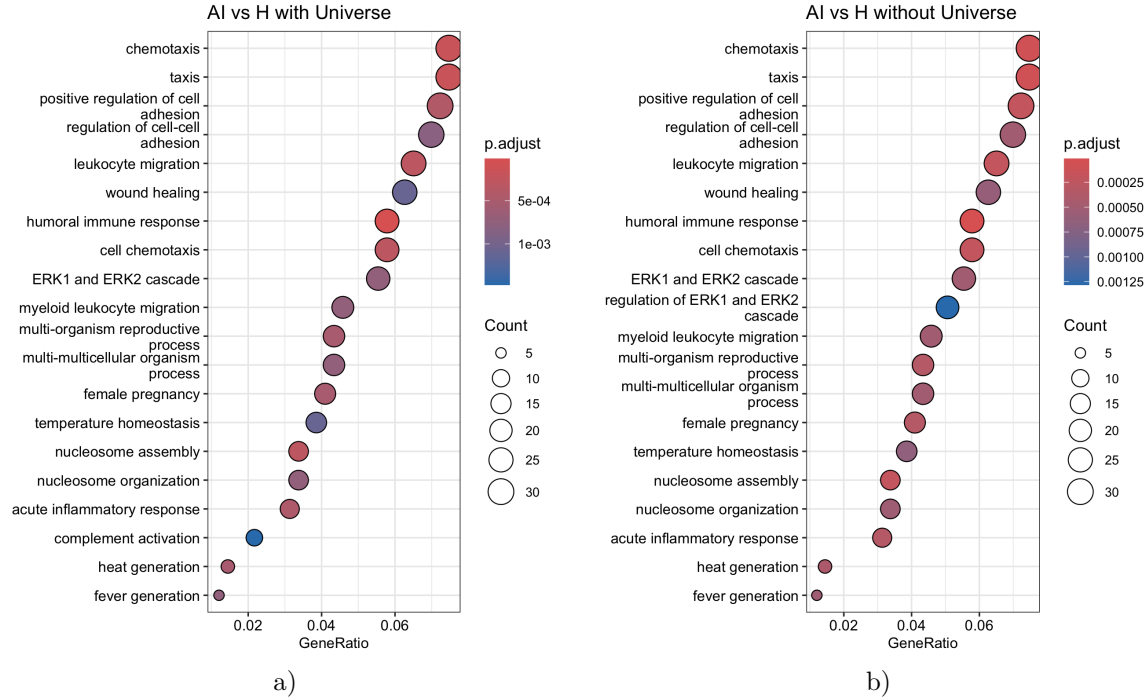 AI vs H with Universe
chemotaxis
taxis
positive regulation of cell
adhesion
regulation of cell-cell
adhesion
leukocyte migration
wound healing
humoral immune response
cell chemotaxis
ERK1 and ERK2 cascade
myeloid leukocyte migration
multi-organism reproductive
process
multi-multicellular organism
process
female pregnancy
temperature homeostasis
nucleosome assembly
nucleosome organization
acute inflammatory response
complement activation
heat generation
fever generation
0.02 0.04 0.06
GeneRatio
p.adjust
5e-04
1e-03
Count
5
10
15
20
25
30
a)
AI vs H without Universe
chemotaxis
taxis
positive regulation of cell
adhesion
regulation of cell-cell
adhesion
leukocyte migration
wound healing
humoral immune response
cell chemotaxis
ERK1 and ERK2 cascade
regulation of ERK1 and ERK2
cascade
myeloid leukocyte migration
multi-organism reproductive
process
multi-multicellular organism
process
female pregnancy
temperature homeostasis
nucleosome assembly
nucleosome organization
acute inflammatory response
heat generation
fever generation
0.02 0.04 0.06
GeneRatio
p.adjust
0.00025
0.00050
0.00075
0.00100
0.00125
Count
5
10
15
20
25
30
b)